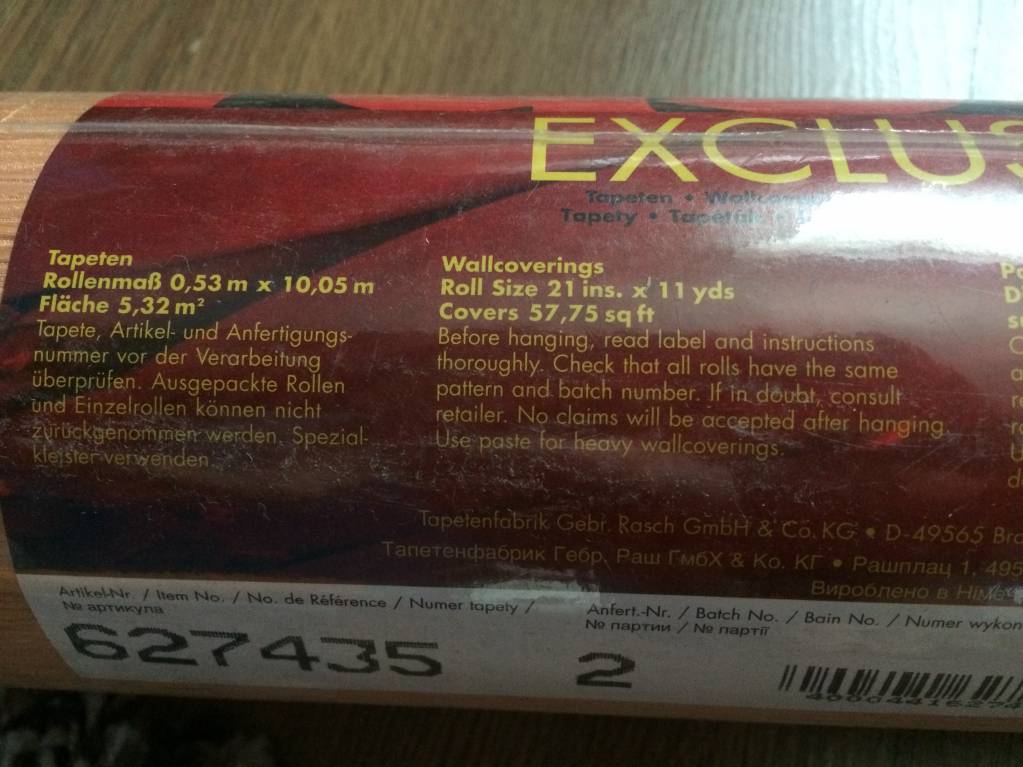 EXCLUS
Tapeten • Wallcoverin
Tapety • Tapéták •
Tapeten
Rollenmaß 0,53 m x 10,05 m
Fläche 5,32 m²
Tapete, Artikel- und Anfertigungs-
nummer vor der Verarbeitung
überprüfen. Ausgepackte Rollen
und Einzelrollen können nicht
zurückgenommen werden. Spezial-
kleister verwenden
Wallcoverings
Roll Size 21 ins. x 11 yds
Covers 57,75 sq ft
Before hanging, read label and instructions
thoroughly. Check that all rolls have the same
pattern and batch number. If in doubt, consult
retailer. No claims will be accepted after hanging.
Use paste for heavy wallcoverings.
Tapetenfabrik Gebr. Rasch GmbH & Co. KG • D-49565 Bra
Тапетенфабрик Гебр. Раш ГмбХ & Ко. КГ • Рашплац 1, 495
Вироблено в Німе
Artikel-Nr. / Item No. / No. de Référence / Numer tapety /
№ артикула
627435
Anfert.-Nr. / Batch No. / Bain No. / Numer wykon
№ партии / № партії
2